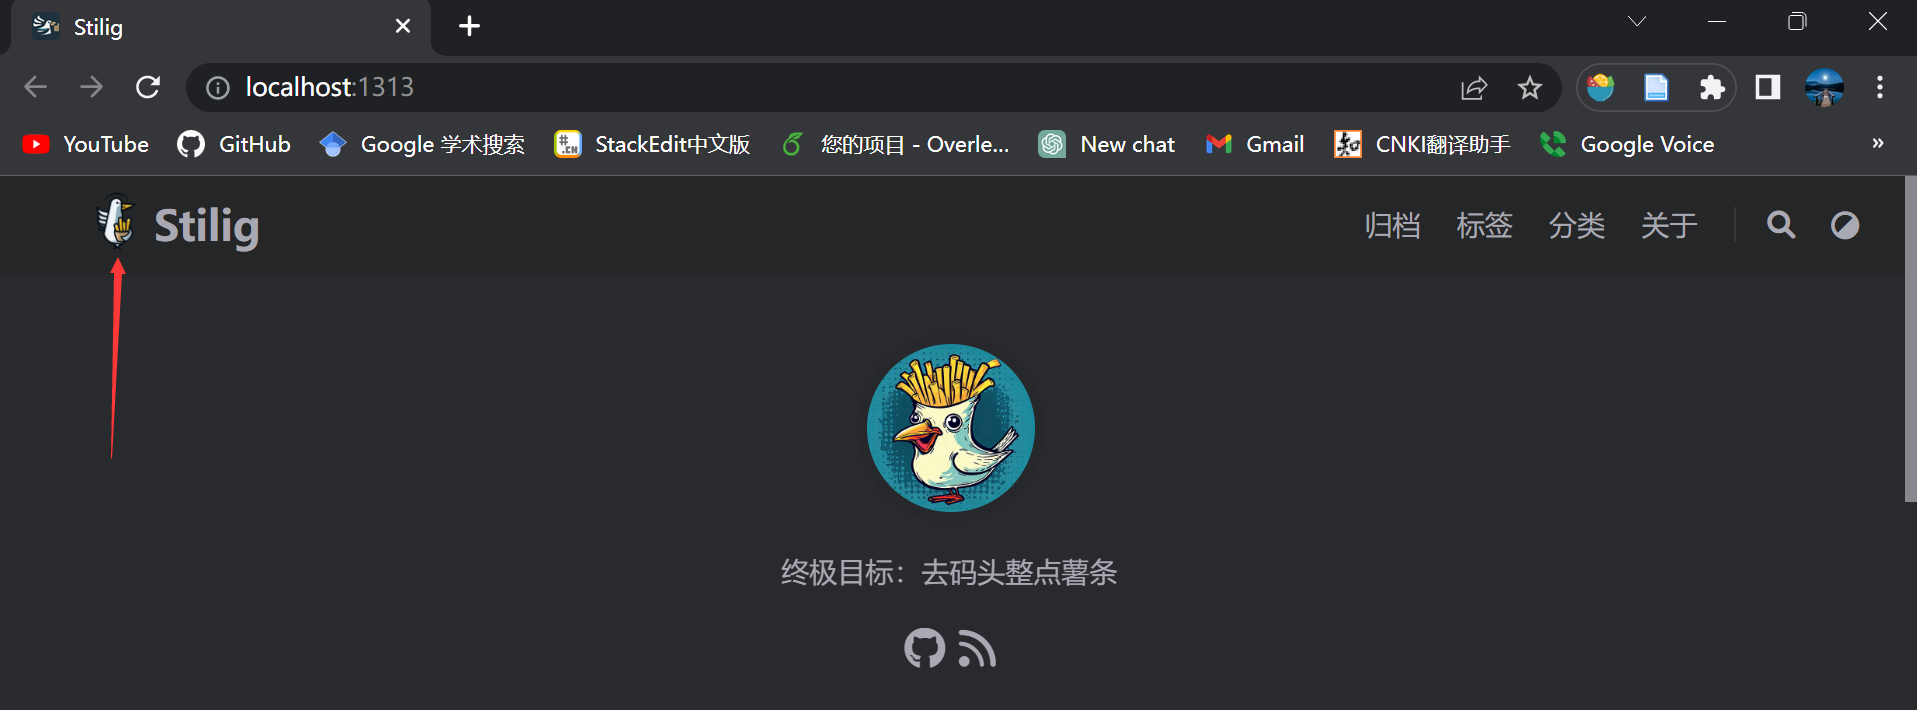 Stilig
localhost:1313
YouTube GitHub Google 学术搜索 StackEdit中文版 您的项目 - Overle... New chat Gmail CNKI翻译助手 Google Voice »
Stilig 归档 标签 分类 关于
终极目标：去码头整点薯条